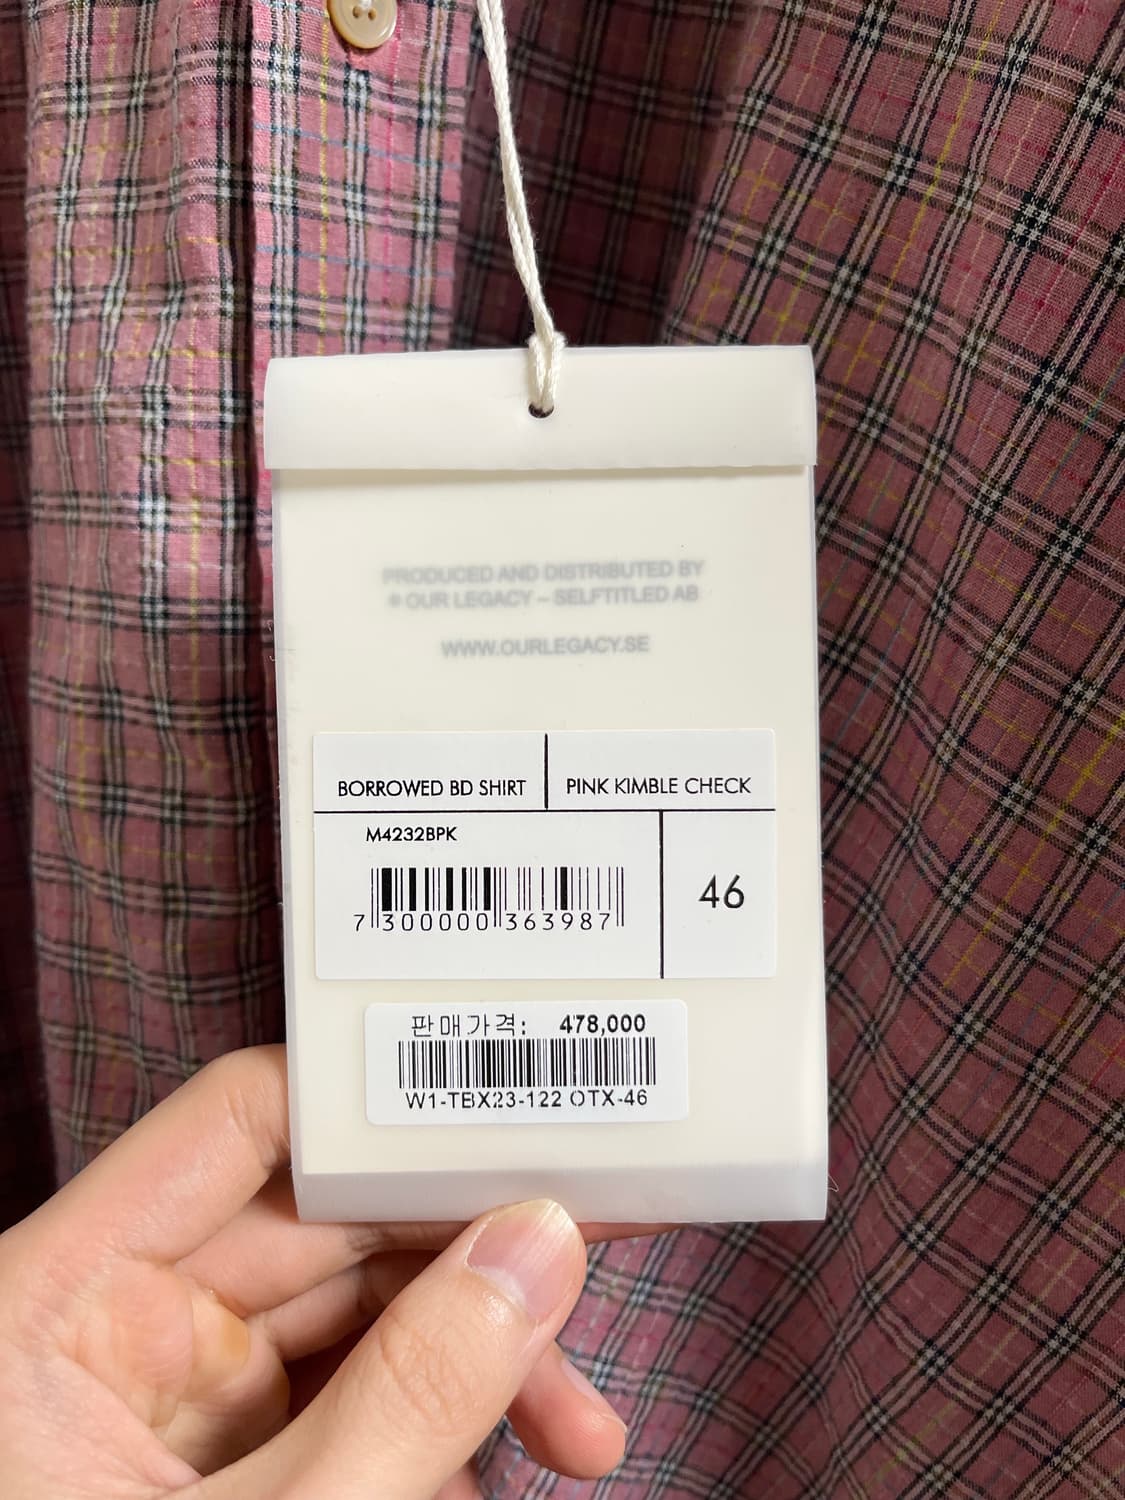 PRODUCED AND DISTRIBUTED BY
® OUR LEGACY – SELFTITLED AB
WWW.OURLEGACY.SE
BORROWED BD SHIRT
PINK KIMBLE CHECK
M4232BPK
7 300000 363987
46
판매가격: 478,000
W1-TBX23-122 OTX-46